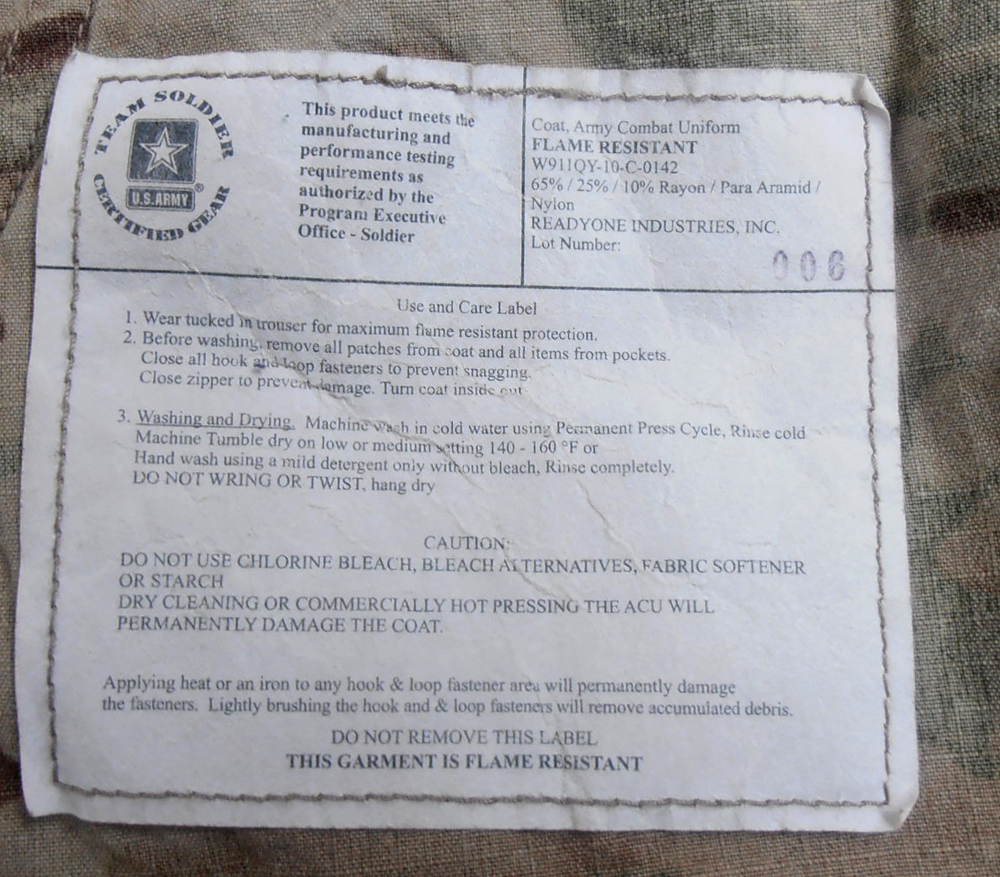 TEAM SOLDIER
U.S.ARMY®
CERTIFIED GEAR
This product meets the
manufacturing and
performance testing
requirements as
authorized by the
Program Executive
Office - Soldier
Coat, Army Combat Uniform
FLAME RESISTANT
W911QY-10-C-0142
65% / 25% / 10% Rayon / Para Aramid /
Nylon
READYONE INDUSTRIES, INC.
Lot Number:
006
Use and Care Label
1. Wear tucked in trouser for maximum flame resistant protection.
2. Before washing, remove all patches from coat and all items from pockets.
Close all hook and loop fasteners to prevent snagging.
Close zipper to prevent damage. Turn coat inside out
3. Washing and Drying. Machine wash in cold water using Permanent Press Cycle, Rinse cold
Machine Tumble dry on low or medium setting 140 - 160 °F or
Hand wash using a mild detergent only without bleach, Rinse completely.
DO NOT WRING OR TWIST, hang dry
CAUTION:
DO NOT USE CHLORINE BLEACH, BLEACH ALTERNATIVES, FABRIC SOFTENER
OR STARCH
DRY CLEANING OR COMMERCIALLY HOT PRESSING THE ACU WILL
PERMANENTLY DAMAGE THE COAT.
Applying heat or an iron to any hook & loop fastener area will permanently damage
the fasteners. Lightly brushing the hook and & loop fasteners will remove accumulated debris.
DO NOT REMOVE THIS LABEL
THIS GARMENT IS FLAME RESISTANT